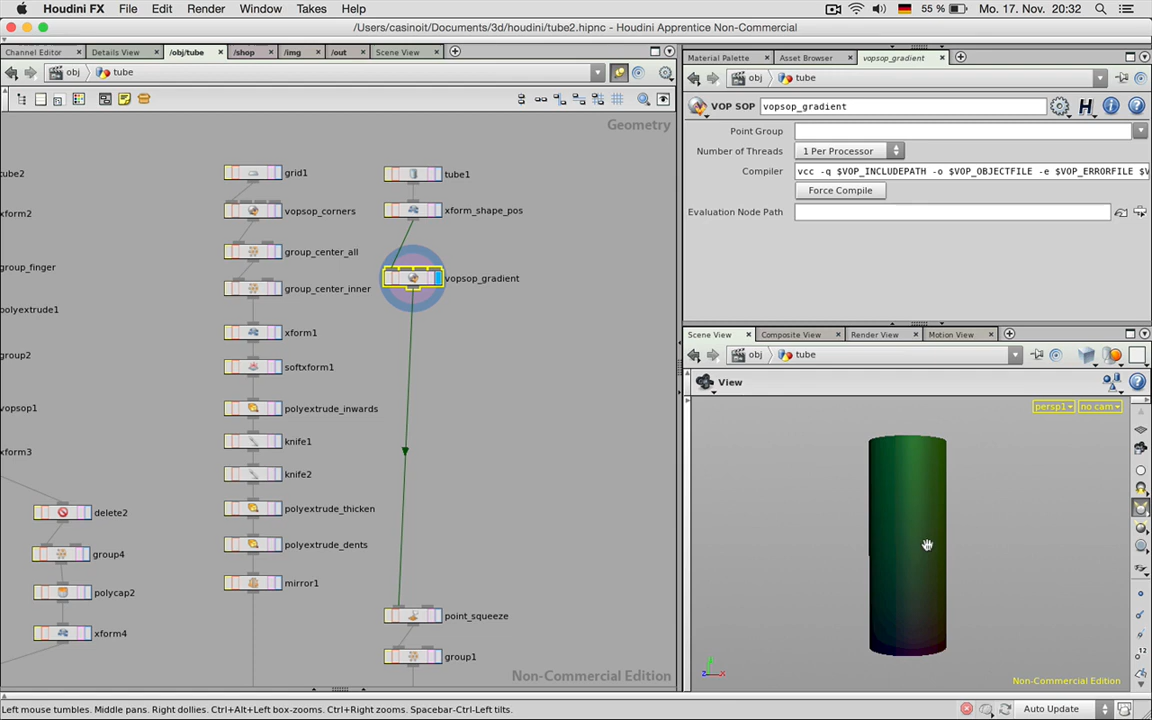 Houdini FX File Edit Render Window Takes Help 55 % Mo. 17. Nov. 20:32
/Users/casinoit/Documents/3d/houdini/tube2.hipnc - Houdini Apprentice Non-Commercial
Channel Editor Details View /obj/tube /shop /img /out Scene View
obj tube
Geometry
tube2
xform2
group_finger
polyextrude1
group2
vopsop1
xform3
delete2
group4
polycap2
xform4
grid1
vopsop_corners
group_center_all
group_center_inner
xform1
softxform1
polyextrude_inwards
knife1
knife2
polyextrude_thicken
polyextrude_dents
mirror1
tube1
xform_shape_pos
vopsop_gradient
point_squeeze
group1
Non-Commercial Edition
Material Palette Asset Browser vopsop_gradient
obj tube
VOP SOP vopsop_gradient
Point Group
Number of Threads 1 Per Processor
Compiler vcc -q $VOP_INCLUDEPATH -o $VOP_OBJECTFILE -e $VOP_ERRORFILE $V
Force Compile
Evaluation Node Path
Scene View Composite View Render View Motion View
obj tube
View
persp1 no cam
12
z x
Non-Commercial Edition
Left mouse tumbles. Middle pans. Right dollies. Ctrl+Alt+Left box-zooms. Ctrl+Right zooms. Spacebar-Ctrl-Left tilts.
Auto Update